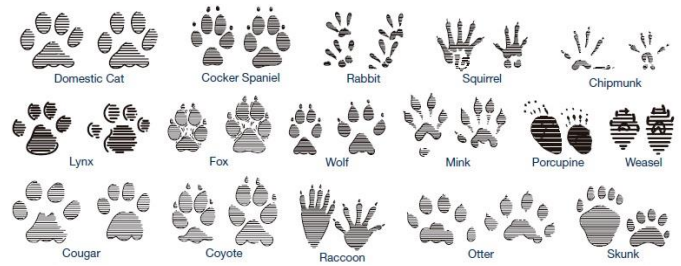 Domestic Cat
Cocker Spaniel
Rabbit
Squirrel
Chipmunk
Lynx
Fox
Wolf
Mink
Porcupine
Weasel
Cougar
Coyote
Raccoon
Otter
Skunk